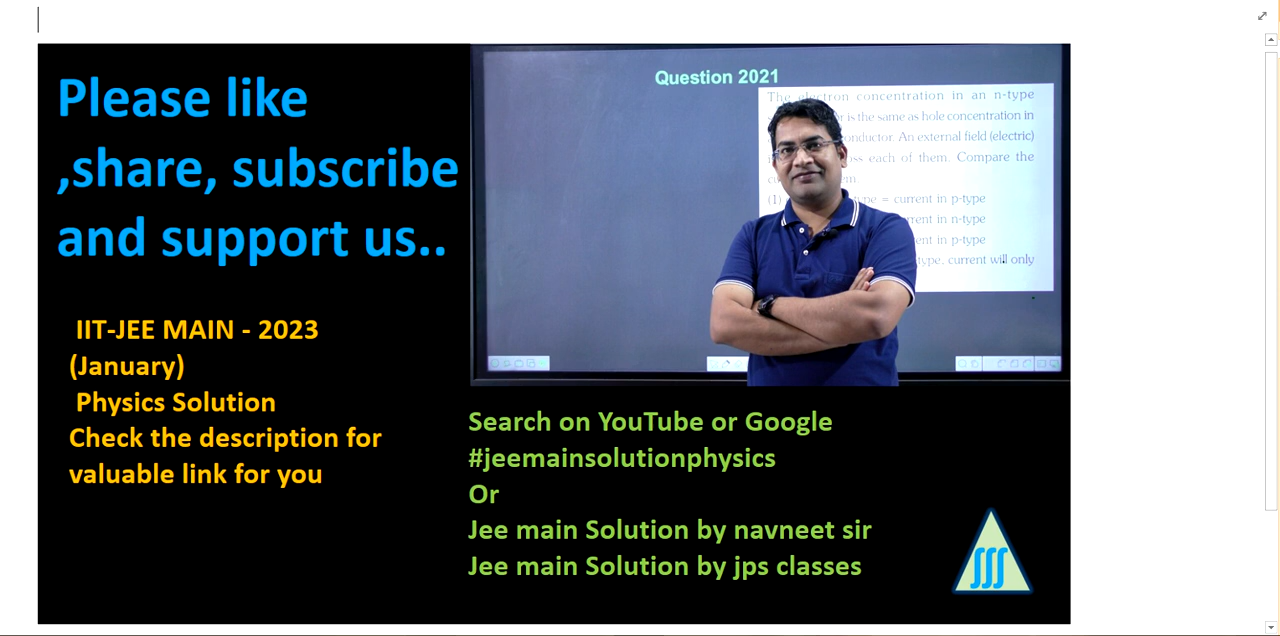 Please like
,share, subscribe
and support us..
IIT-JEE MAIN - 2023
(January)
Physics Solution
Check the description for
valuable link for you
Question 2021
The electron concentration in an n-type
is the same as hole concentration in
An external field (electric)
each of them. Compare the
(1) = current in p-type
in n-type
in p-type
type, current will only
Search on YouTube or Google
#jeemainsolutionphysics
Or
Jee main Solution by navneet sir
Jee main Solution by jps classes
∫∫∫